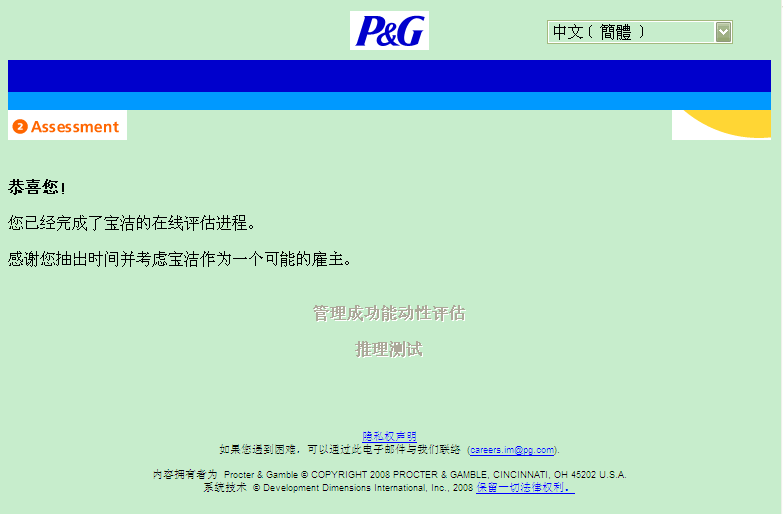 P&G
中文﹝簡體﹞
2 Assessment
恭喜您!
您已经完成了宝洁的在线评估进程。
感谢您抽出时间并考虑宝洁作为一个可能的雇主。
管理成功能动性评估
推理测试
隐私权声明
如果您遇到困难，可以通过此电子邮件与我们联络 (careers.im@pg.com).
内容拥有者为 Procter & Gamble © COPYRIGHT 2008 PROCTER & GAMBLE, CINCINNATI, OH 45202 U.S.A.
系统技术 © Development Dimensions International, Inc., 2008 保留一切法律权利。